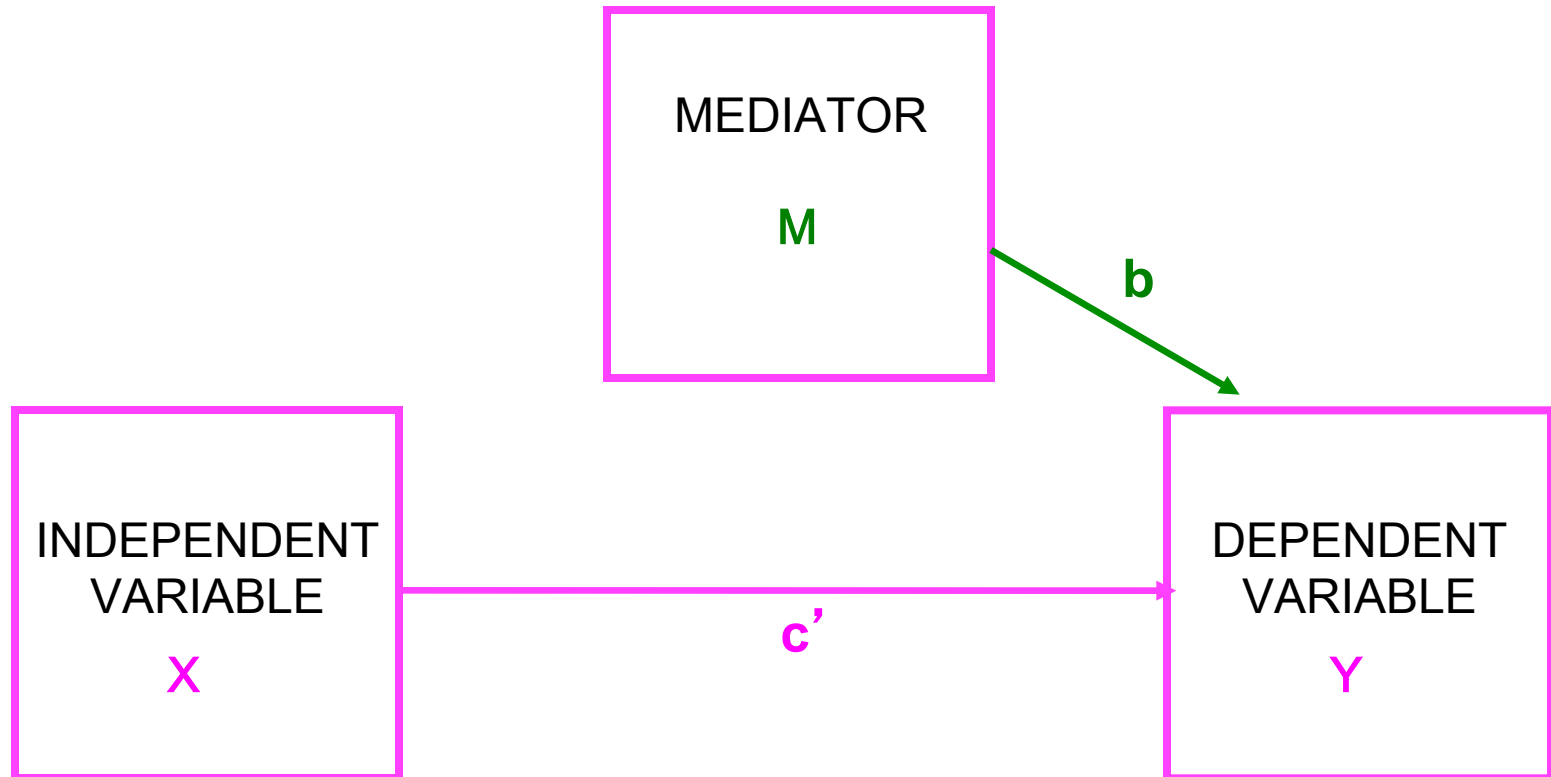 MEDIATOR
M
b
INDEPENDENT
VARIABLE
X
c’
DEPENDENT
VARIABLE
Y